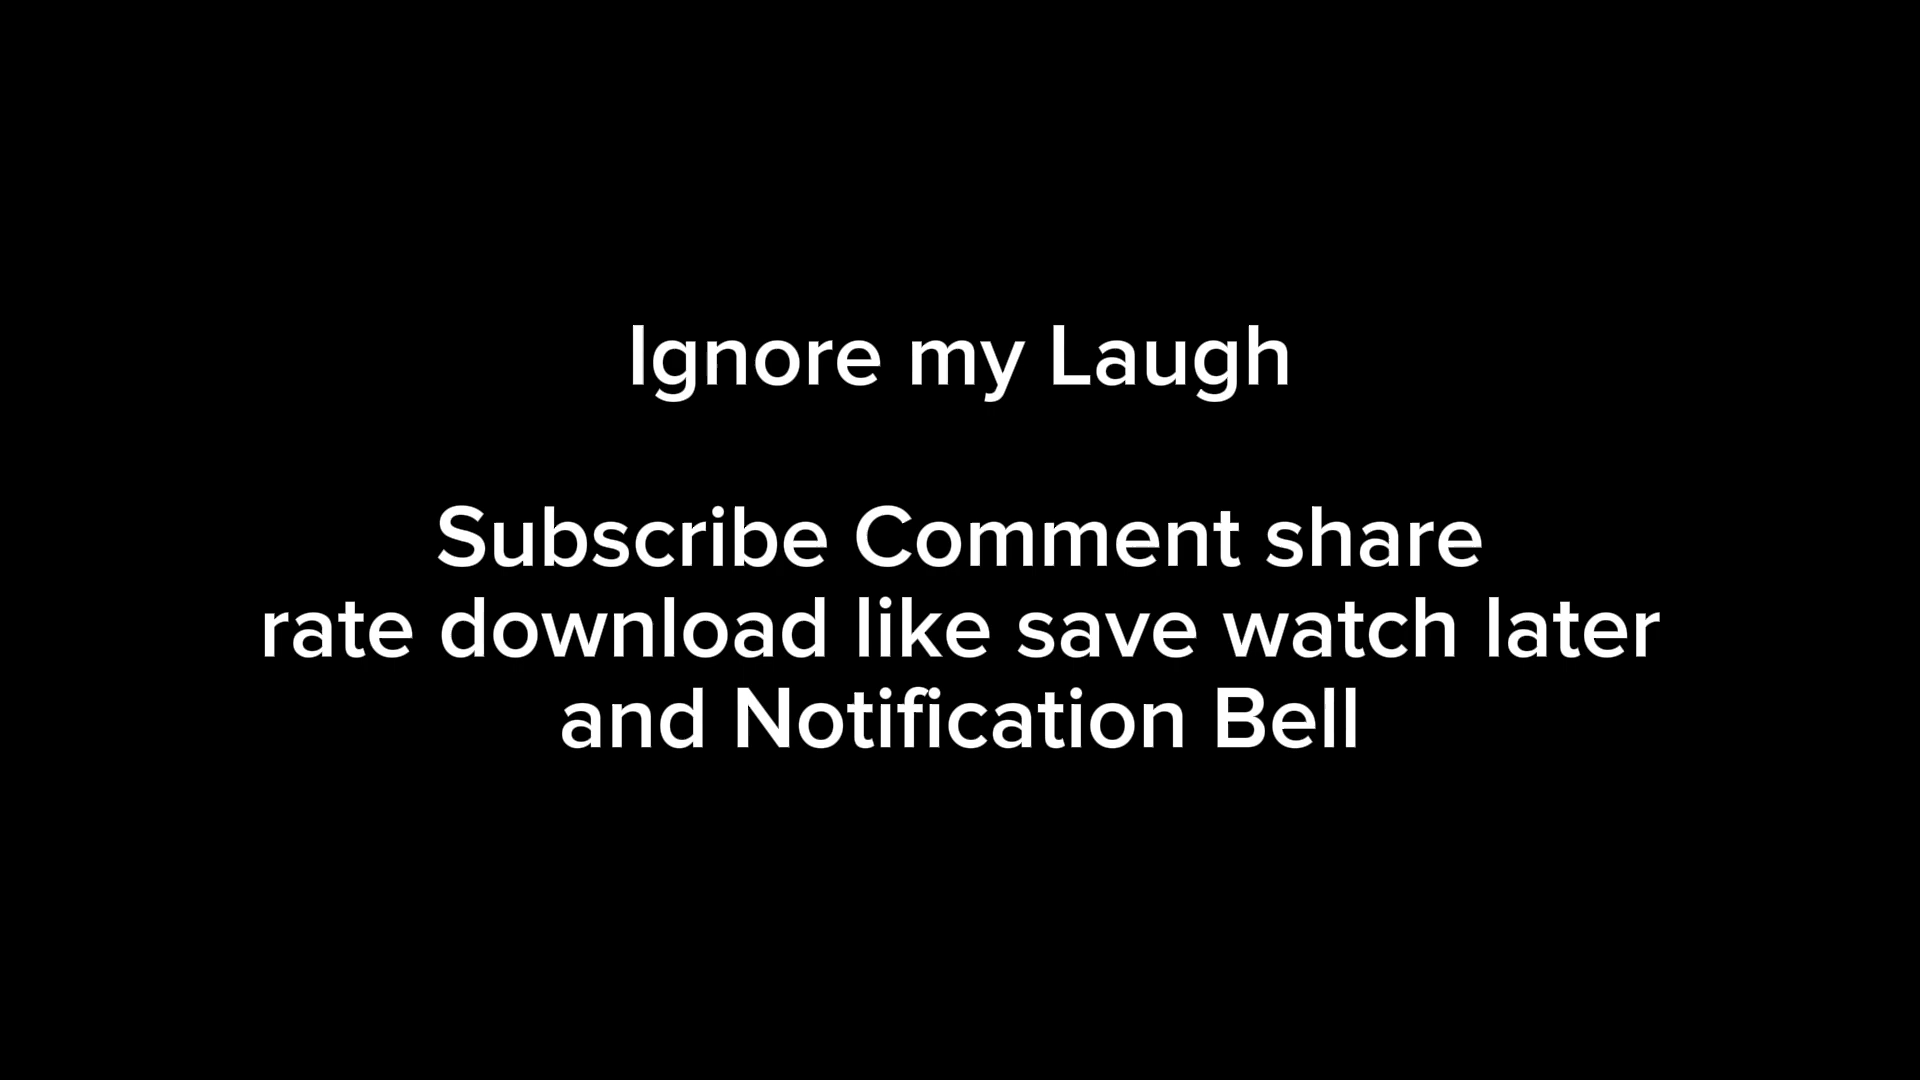 Ignore my Laugh
Subscribe Comment share
rate download like save watch later
and Notification Bell